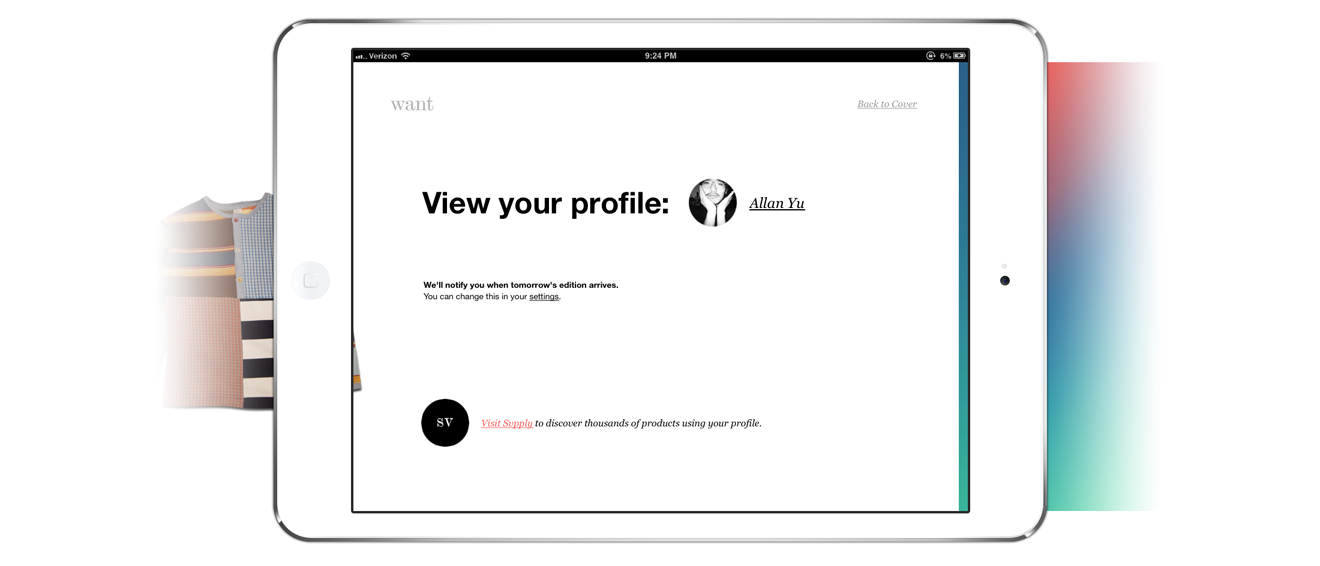 Verizon 9:24 PM 6%
want Back to Cover
View your profile: Allan Yu
We'll notify you when tomorrow's edition arrives.
You can change this in your settings.
sv Visit Svpply to discover thousands of products using your profile.